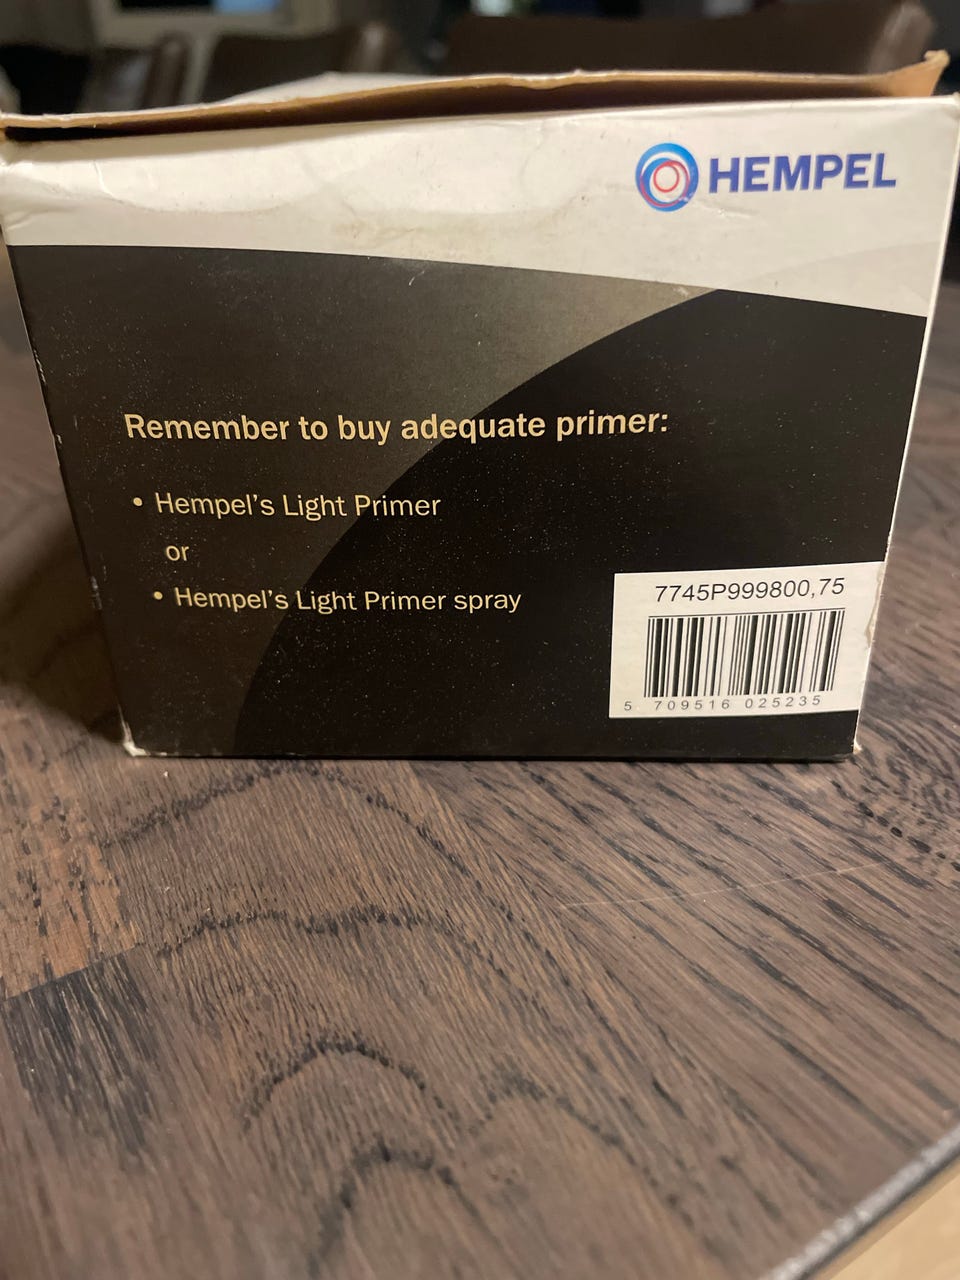 HEMPEL
Remember to buy adequate primer:
• Hempel's Light Primer
or
• Hempel's Light Primer spray
7745P999800,75
5 709516 025235